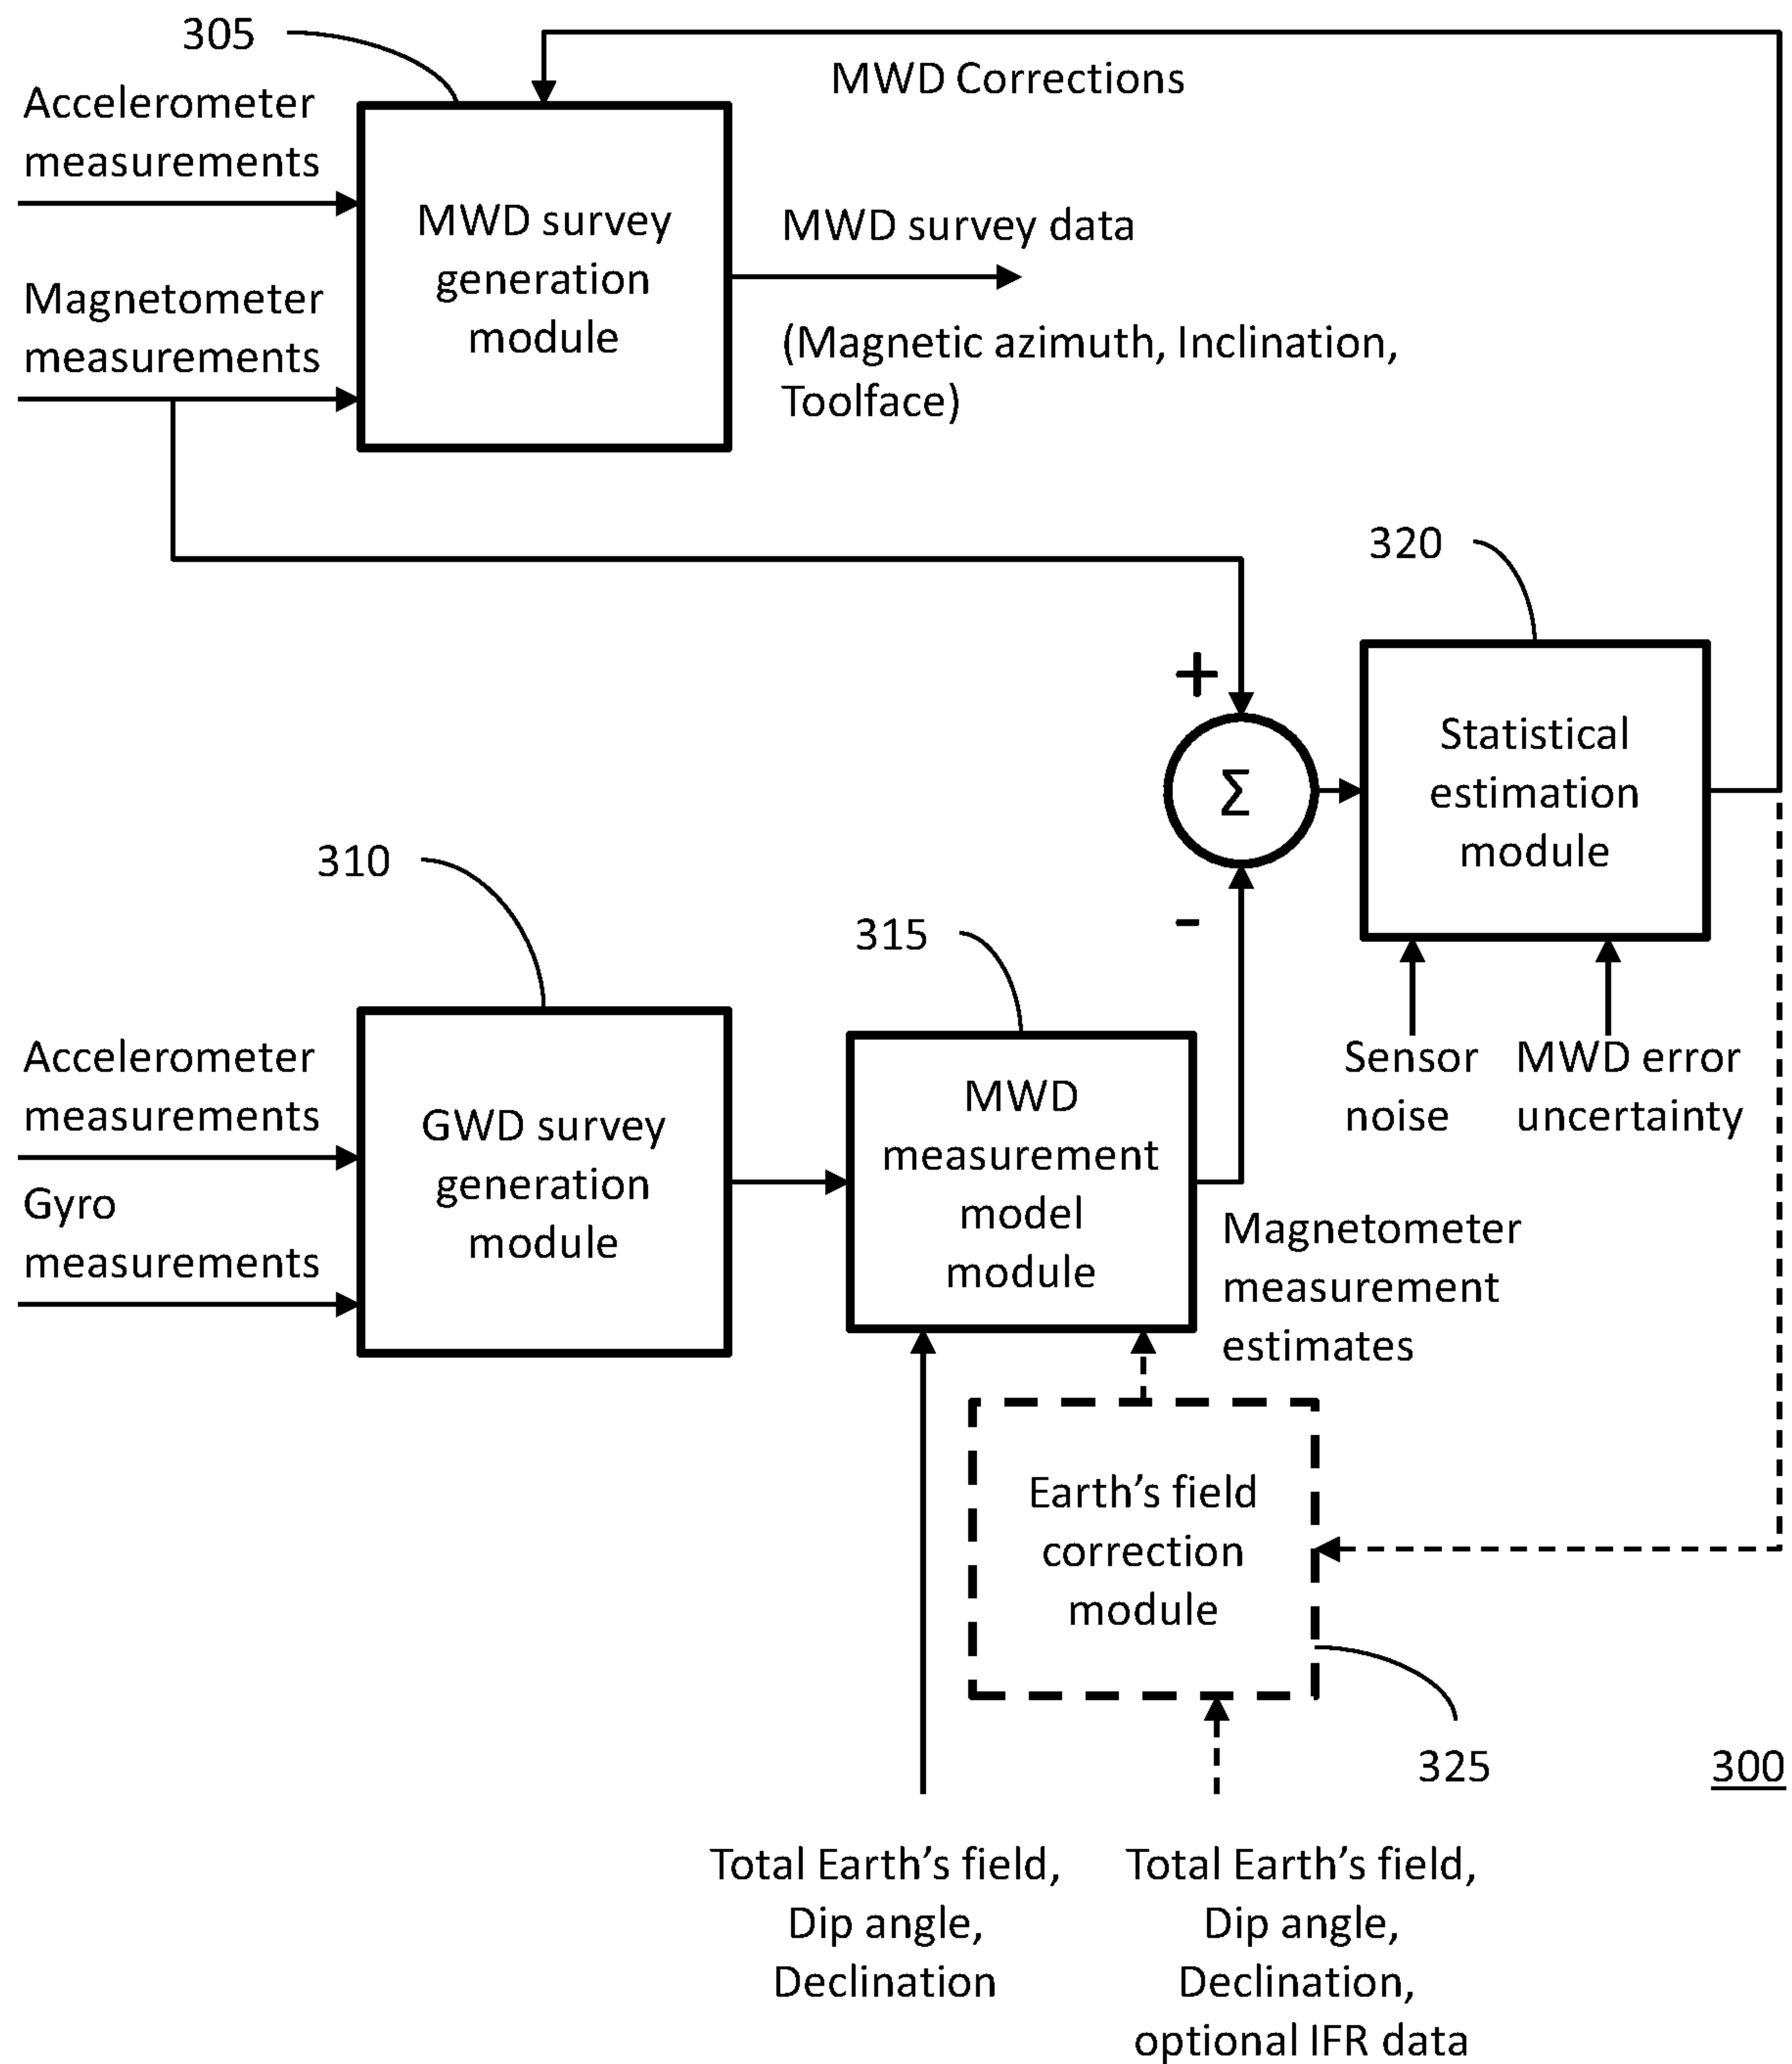 305
MWD Corrections
Accelerometer
measurements
Magnetometer
measurements
MWD survey
generation
module
MWD survey data
(Magnetic azimuth, Inclination,
Toolface)
320
+
Σ
-
Statistical
estimation
module
Sensor
noise
MWD error
uncertainty
310
315
Accelerometer
measurements
Gyro
measurements
GWD survey
generation
module
MWD
measurement
model
module
Magnetometer
measurement
estimates
Earth’s field
correction
module
325
300
Total Earth’s field,
Dip angle,
Declination
Total Earth’s field,
Dip angle,
Declination,
optional IFR data